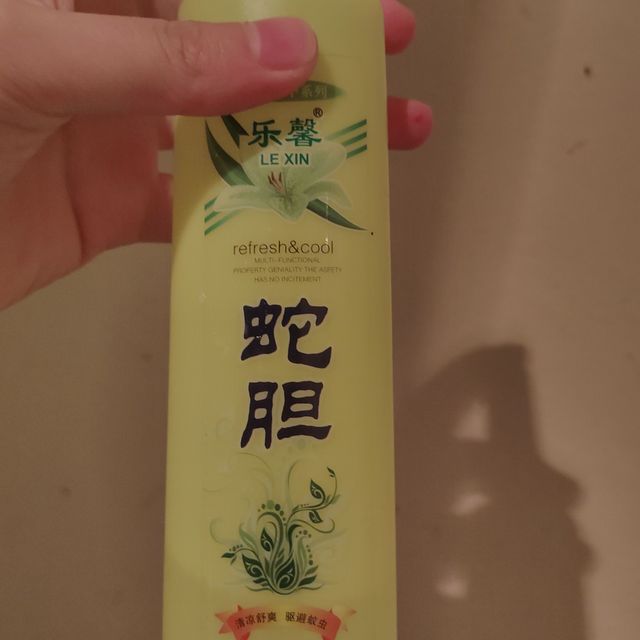 系列
乐馨®
LE XIN
refresh&cool
MULTI-FUNCTIONAL
PROPERTY GENIALITY THE ASPETY
HAS NO INCITEMENT
蛇
胆
清凉舒爽 驱避蚊虫